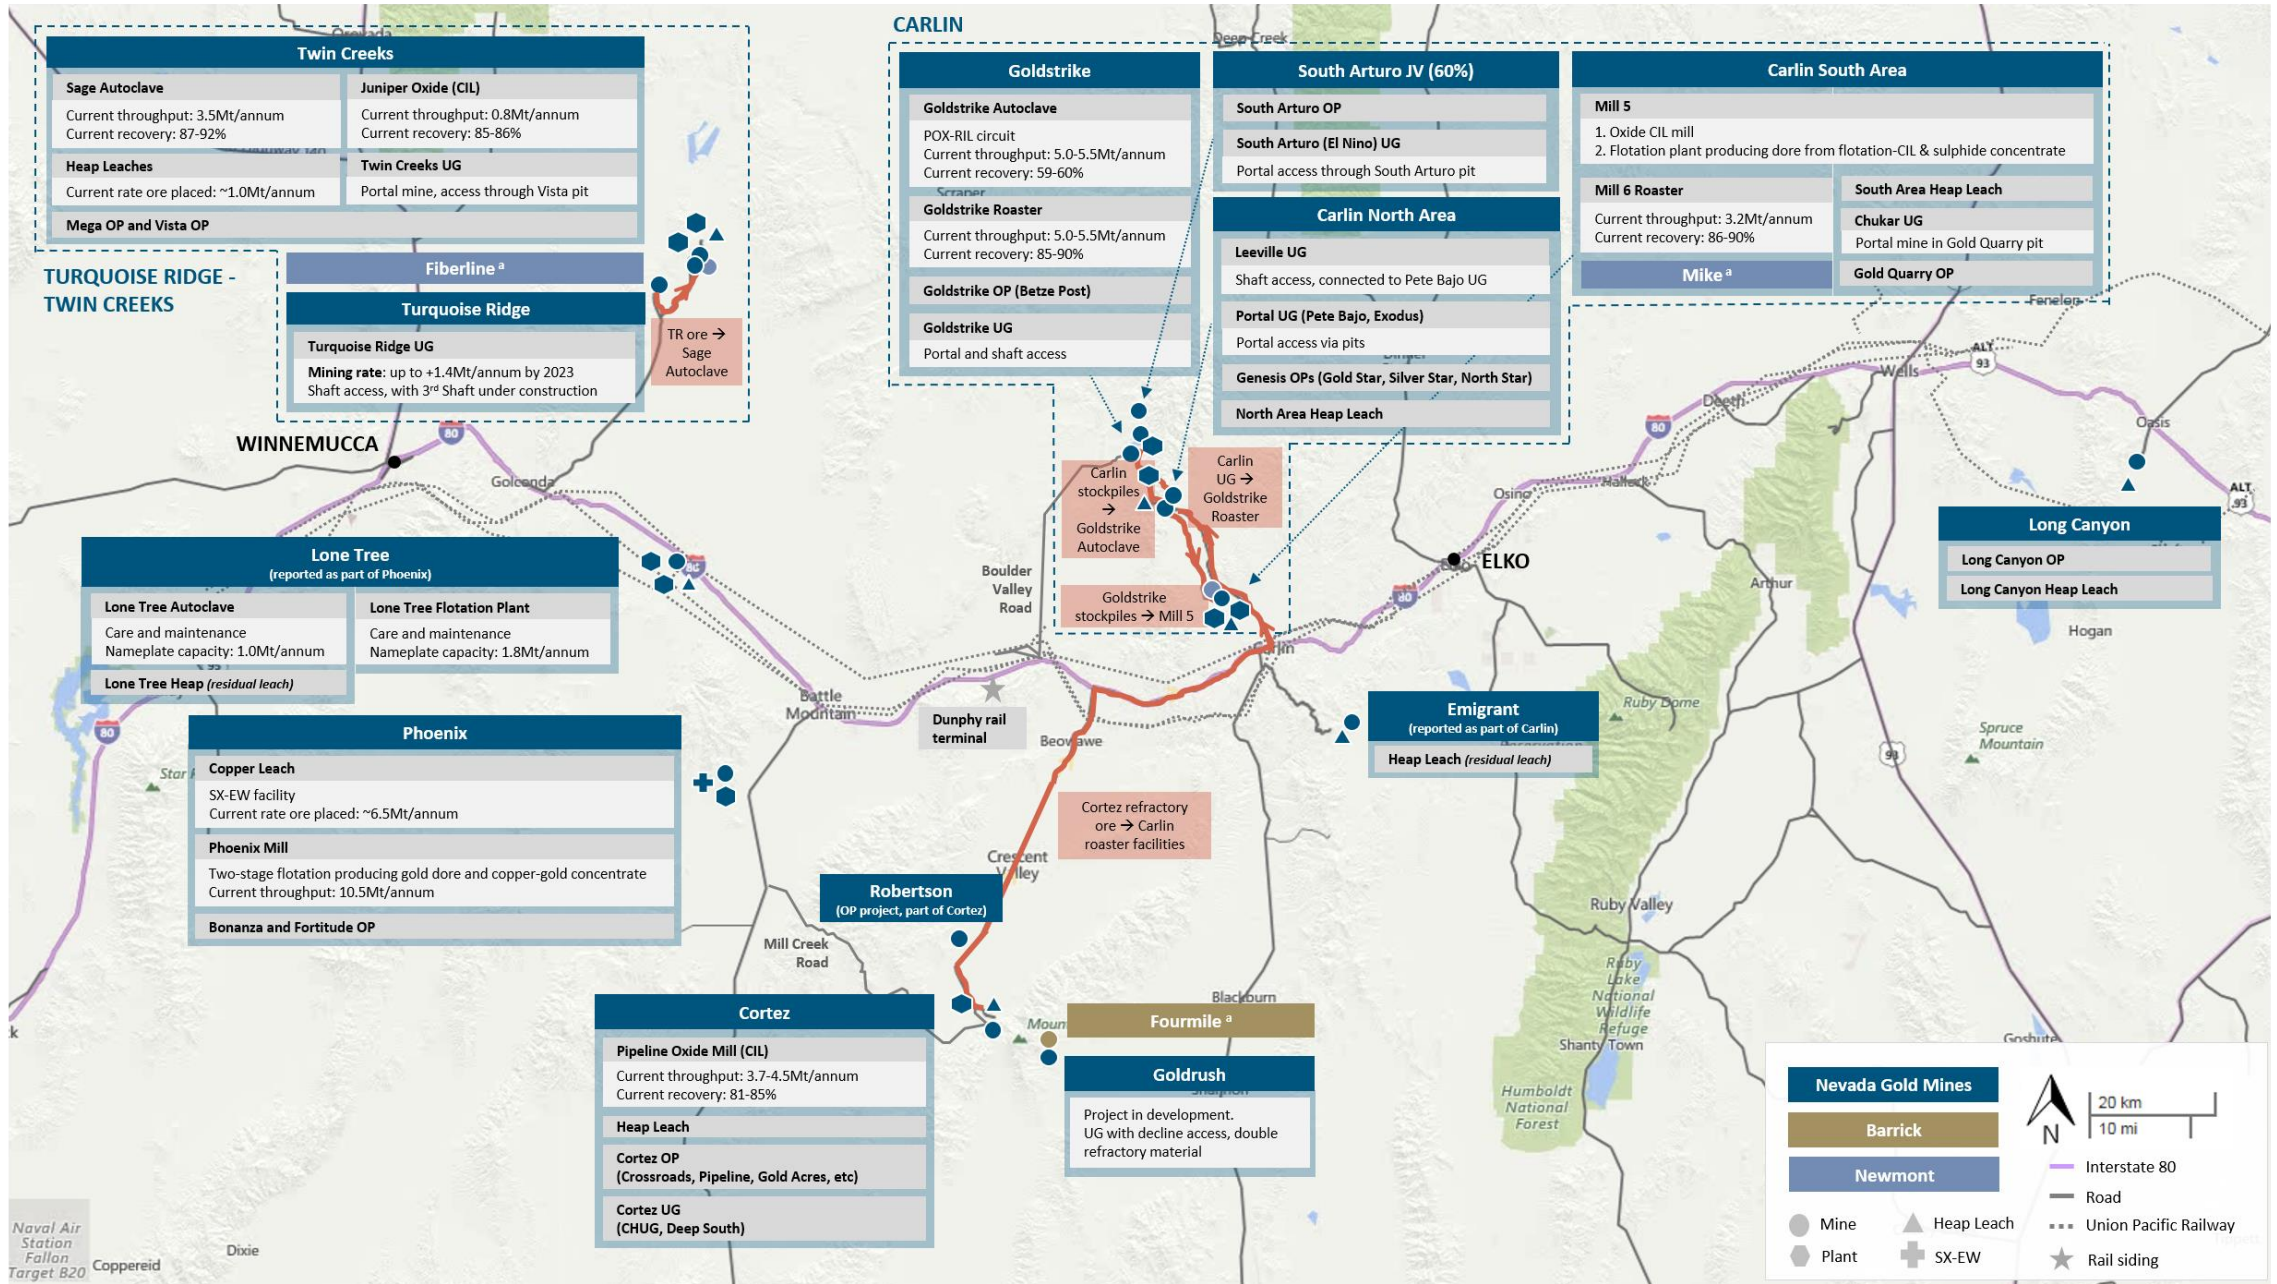 CARLIN
TURQUOISE RIDGE -
TWIN CREEKS
Twin Creeks
Sage Autoclave
Current throughput: 3.5Mt/annum
Current recovery: 87-92%
Juniper Oxide (CIL)
Current throughput: 0.8Mt/annum
Current recovery: 85-86%
Heap Leaches
Current rate ore placed: ~1.0Mt/annum
Twin Creeks UG
Portal mine, access through Vista pit
Mega OP and Vista OP
Fiberline a
Turquoise Ridge
Turquoise Ridge UG
Mining rate: up to +1.4Mt/annum by 2023
Shaft access, with 3rd Shaft under construction
TR ore →
Sage
Autoclave
Goldstrike
Goldstrike Autoclave
POX-RIL circuit
Current throughput: 5.0-5.5Mt/annum
Current recovery: 59-60%
Scraper
Goldstrike Roaster
Current throughput: 5.0-5.5Mt/annum
Current recovery: 85-90%
Goldstrike OP (Betze Post)
Goldstrike UG
Portal and shaft access
Deep Creek
South Arturo JV (60%)
South Arturo OP
South Arturo (El Nino) UG
Portal access through South Arturo pit
Carlin North Area
Leeville UG
Shaft access, connected to Pete Bajo UG
Portal UG (Pete Bajo, Exodus)
Portal access via pits
Genesis OPs (Gold Star, Silver Star, North Star)
North Area Heap Leach
Carlin South Area
Mill 5
1. Oxide CIL mill
2. Flotation plant producing dore from flotation-CIL & sulphide concentrate
Mill 6 Roaster
Current throughput: 3.2Mt/annum
Current recovery: 86-90%
Mike a
South Area Heap Leach
Chukar UG
Portal mine in Gold Quarry pit
Gold Quarry OP
Fenelon
ALT
93
Wells
Deeth
80
Oasis
Halleck
Osino
ALT
93
WINNEMUCCA
80
Golconda
Carlin
stockpiles
→
Goldstrike
Autoclave
Carlin
UG →
Goldstrike
Roaster
Goldstrike
stockpiles → Mill 5
Boulder
Valley
Road
ELKO
80
Arthur
Carlin
Long Canyon
Long Canyon OP
Long Canyon Heap Leach
Hogan
Lone Tree
(reported as part of Phoenix)
Lone Tree Autoclave
Care and maintenance
Nameplate capacity: 1.0Mt/annum
Lone Tree Flotation Plant
Care and maintenance
Nameplate capacity: 1.8Mt/annum
Lone Tree Heap (residual leach)
80
80
Battle
Mountain
Dunphy rail
terminal
Beowawe
Emigrant
(reported as part of Carlin)
Heap Leach (residual leach)
Ruby Dome
Spruce
Mountain
93
Star
Phoenix
Copper Leach
SX-EW facility
Current rate ore placed: ~6.5Mt/annum
Phoenix Mill
Two-stage flotation producing gold dore and copper-gold concentrate
Current throughput: 10.5Mt/annum
Bonanza and Fortitude OP
Cortez refractory
ore → Carlin
roaster facilities
Crescent
Valley
Robertson
(OP project, part of Cortez)
Mill Creek
Road
Ruby Valley
Ruby
Lake
National
Wildlife
Refuge
Shanty Town
Blackburn
Moun
Cortez
Pipeline Oxide Mill (CIL)
Current throughput: 3.7-4.5Mt/annum
Current recovery: 81-85%
Heap Leach
Cortez OP
(Crossroads, Pipeline, Gold Acres, etc)
Cortez UG
(CHUG, Deep South)
Fourmile a
Goldrush
Project in development.
UG with decline access, double
refractory material
Humboldt
National
Forest
Goshute
Nevada Gold Mines
Barrick
Newmont
Mine
Heap Leach
Plant
SX-EW
N
20 km
10 mi
Interstate 80
Road
Union Pacific Railway
Rail siding
Naval Air
Station
Fallon
Target B20
Coppereid
Dixie